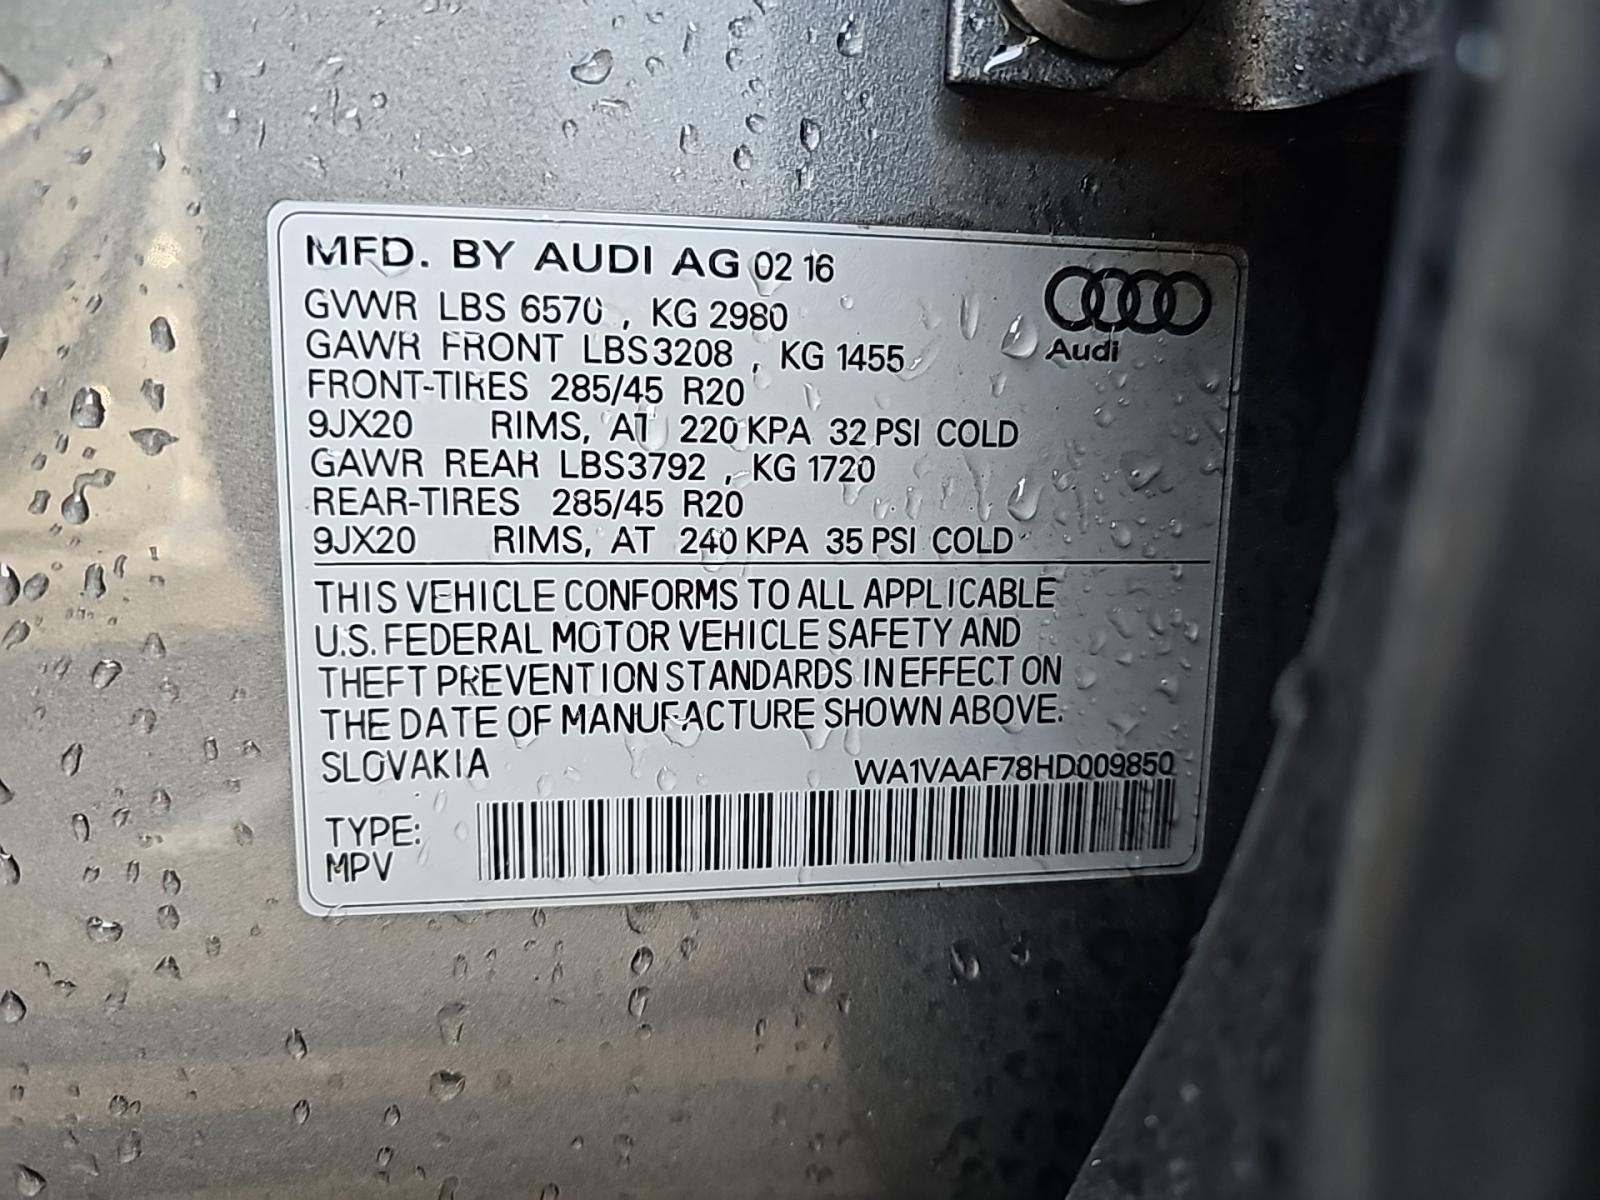 MFD. BY AUDI AG 02 16
GVWR LBS 6570 , KG 2980
GAWR FRONT LBS3208 , KG 1455
FRONT-TIRES 285/45 R20
9JX20 RIMS, AT 220 KPA 32 PSI COLD
GAWR REAR LBS3792 , KG 1720
REAR-TIRES 285/45 R20
9JX20 RIMS, AT 240 KPA 35 PSI COLD
Audi
THIS VEHICLE CONFORMS TO ALL APPLICABLE
U.S. FEDERAL MOTOR VEHICLE SAFETY AND
THEFT PREVENTION STANDARDS IN EFFECT ON
THE DATE OF MANUFACTURE SHOWN ABOVE.
SLOVAKIA WA1VAAF78HD009850
TYPE:
MPV